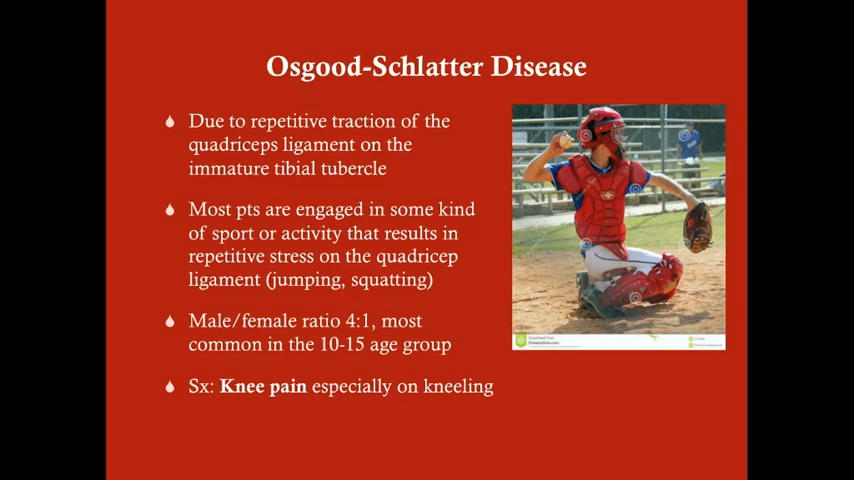 Osgood-Schlatter Disease
Due to repetitive traction of the
quadriceps ligament on the
immature tibial tubercle
Most pts are engaged in some kind
of sport or activity that results in
repetitive stress on the quadricep
ligament (jumping, squatting)
Male/female ratio 4:1, most
common in the 10-15 age group
Sx: Knee pain especially on kneeling